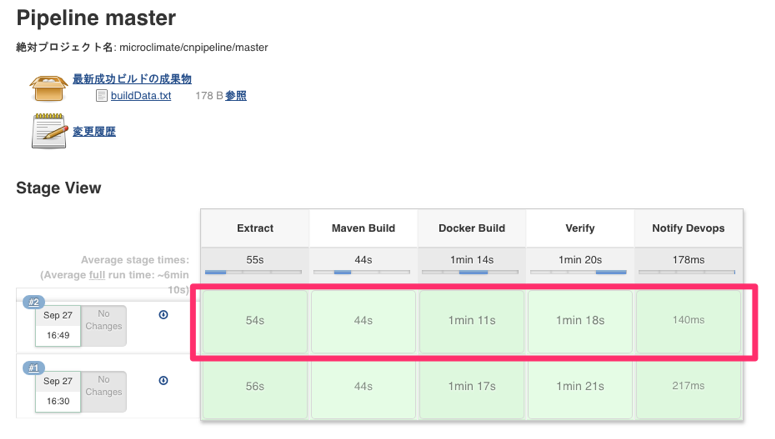 Pipeline master
絶対プロジェクト名: microclimate/cnpipeline/master
最新成功ビルドの成果物
buildData.txt 178 B 参照
変更履歴
Stage View
Extract Maven Build Docker Build Verify Notify Devops
Average stage times: 55s 44s 1min 14s 1min 20s 178ms
(Average full run time: ~6min
10s)
#2
Sep 27 No
Changes
16:49
54s 44s 1min 11s 1min 18s 140ms
#1
Sep 27 No
Changes
16:30
56s 44s 1min 17s 1min 21s 217ms